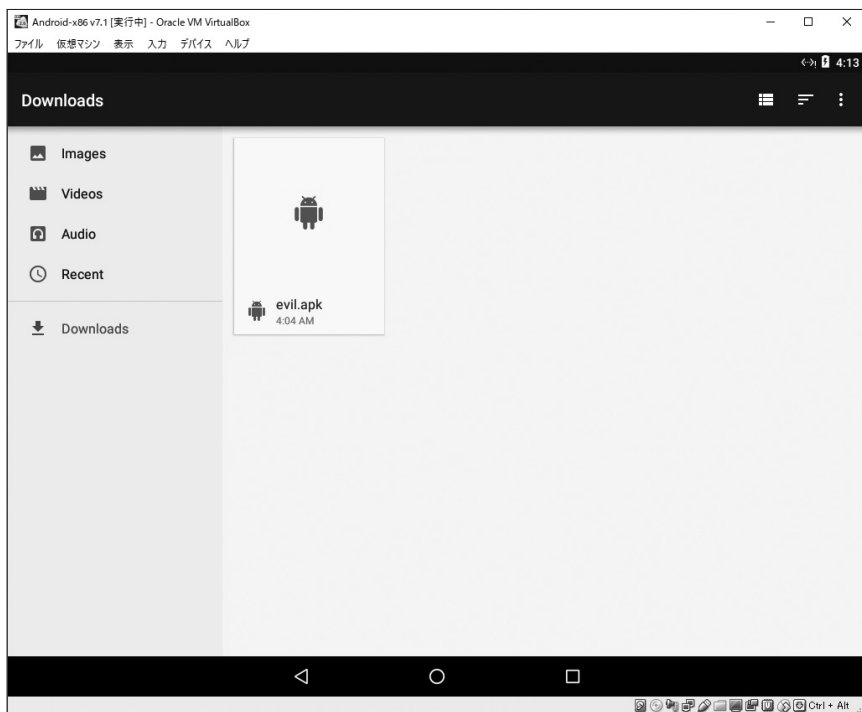 Android-x86 v7.1 [実行中] - Oracle VM VirtualBox
ファイル 仮想マシン 表示 入力 デバイス ヘルプ
4:13
Downloads
Images
Videos
Audio
Recent
Downloads
evil.apk
4:04 AM
Ctrl + Alt